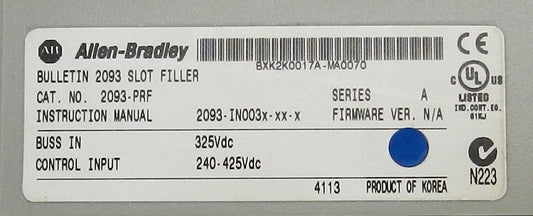 AB Allen-Bradley
BXK2K0017A-MA0070
BULLETIN 2093 SLOT FILLER
CAT. NO. 2093-PRF SERIES A
INSTRUCTION MANUAL 2093-IN003x-xx-x FIRMWARE VER. N/A
BUSS IN 325Vdc
CONTROL INPUT 240-425Vdc
4113 PRODUCT OF KOREA
CE
C UL US
LISTED
IND.CONT.EQ.
61KJ
N223